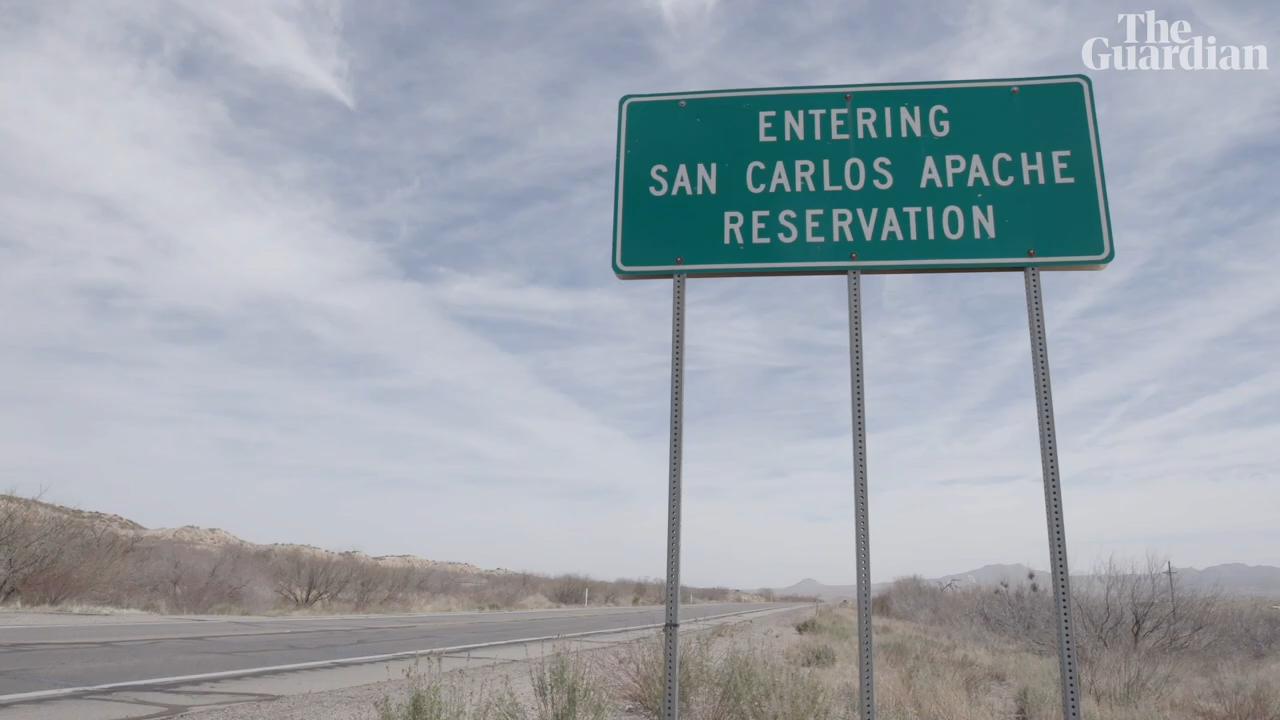 The
Guardian
ENTERING
SAN CARLOS APACHE
RESERVATION